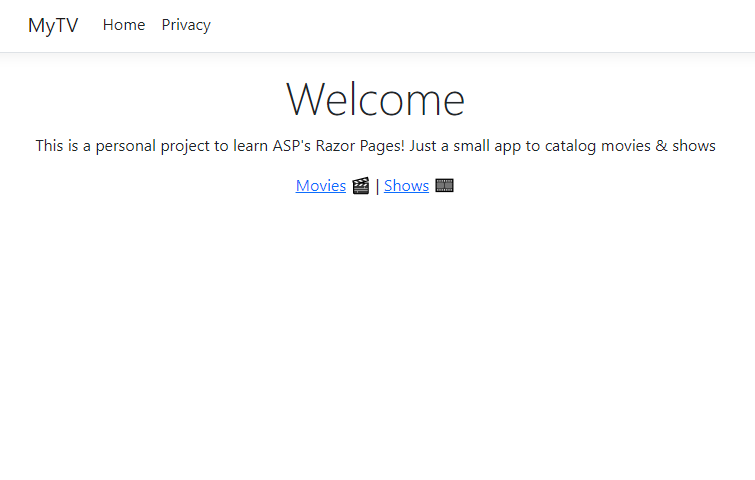 MyTV Home Privacy
Welcome
This is a personal project to learn ASP's Razor Pages! Just a small app to catalog movies & shows
Movies 🎬 | Shows 🎞️